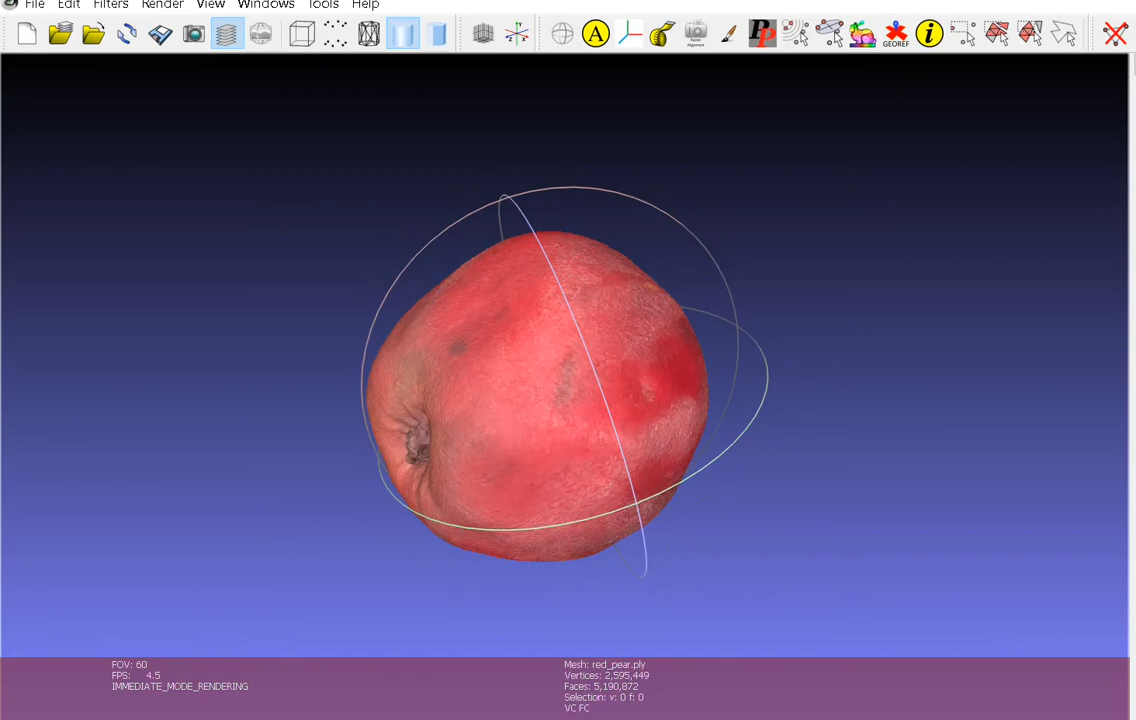 File Edit Filters Render View Windows Tools Help
A PP GEOREF i
FOV: 60
FPS: 4.5
IMMEDIATE_MODE_RENDERING
Mesh: red_pear.ply
Vertices: 2,595,449
Faces: 5,190,872
Selection: v: 0 f: 0
VC FC